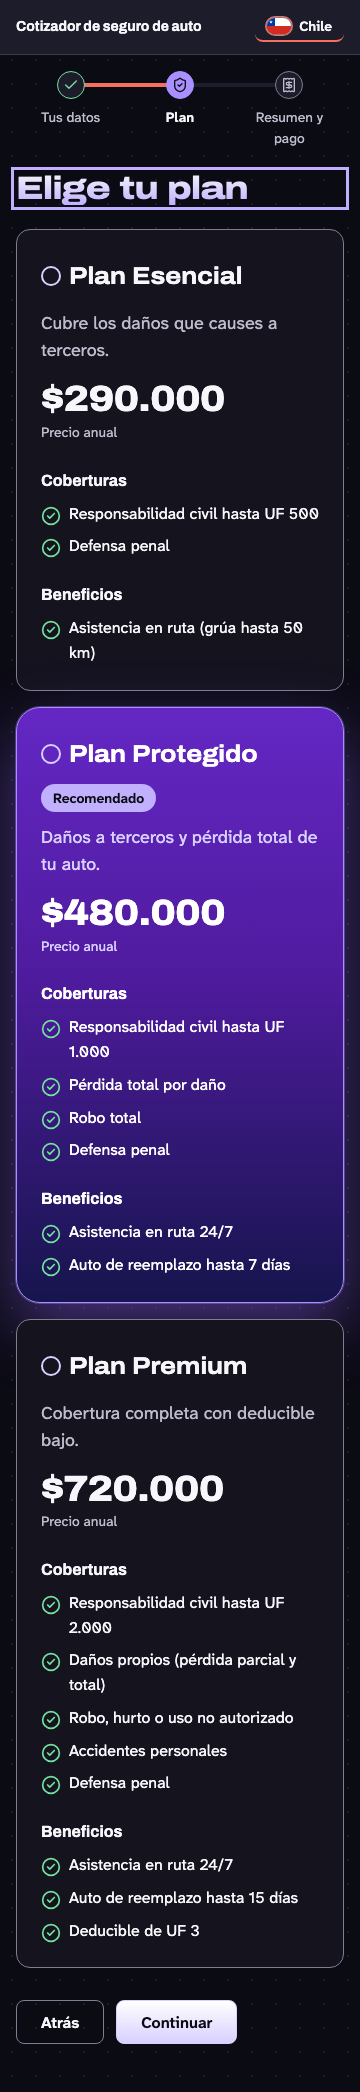 Cotizador de seguro de auto
Chile
Tus datos
Plan
Resumen y
pago
Elige tu plan
Plan Esencial
Cubre los daños que causes a
terceros.
$290.000
Precio anual
Coberturas
Responsabilidad civil hasta UF 500
Defensa penal
Beneficios
Asistencia en ruta (grúa hasta 50
km)
Plan Protegido
Recomendado
Daños a terceros y pérdida total de
tu auto.
$480.000
Precio anual
Coberturas
Responsabilidad civil hasta UF
1.000
Pérdida total por daño
Robo total
Defensa penal
Beneficios
Asistencia en ruta 24/7
Auto de reemplazo hasta 7 días
Plan Premium
Cobertura completa con deducible
bajo.
$720.000
Precio anual
Coberturas
Responsabilidad civil hasta UF
2.000
Daños propios (pérdida parcial y
total)
Robo, hurto o uso no autorizado
Accidentes personales
Defensa penal
Beneficios
Asistencia en ruta 24/7
Auto de reemplazo hasta 15 días
Deducible de UF 3
Atrás
Continuar